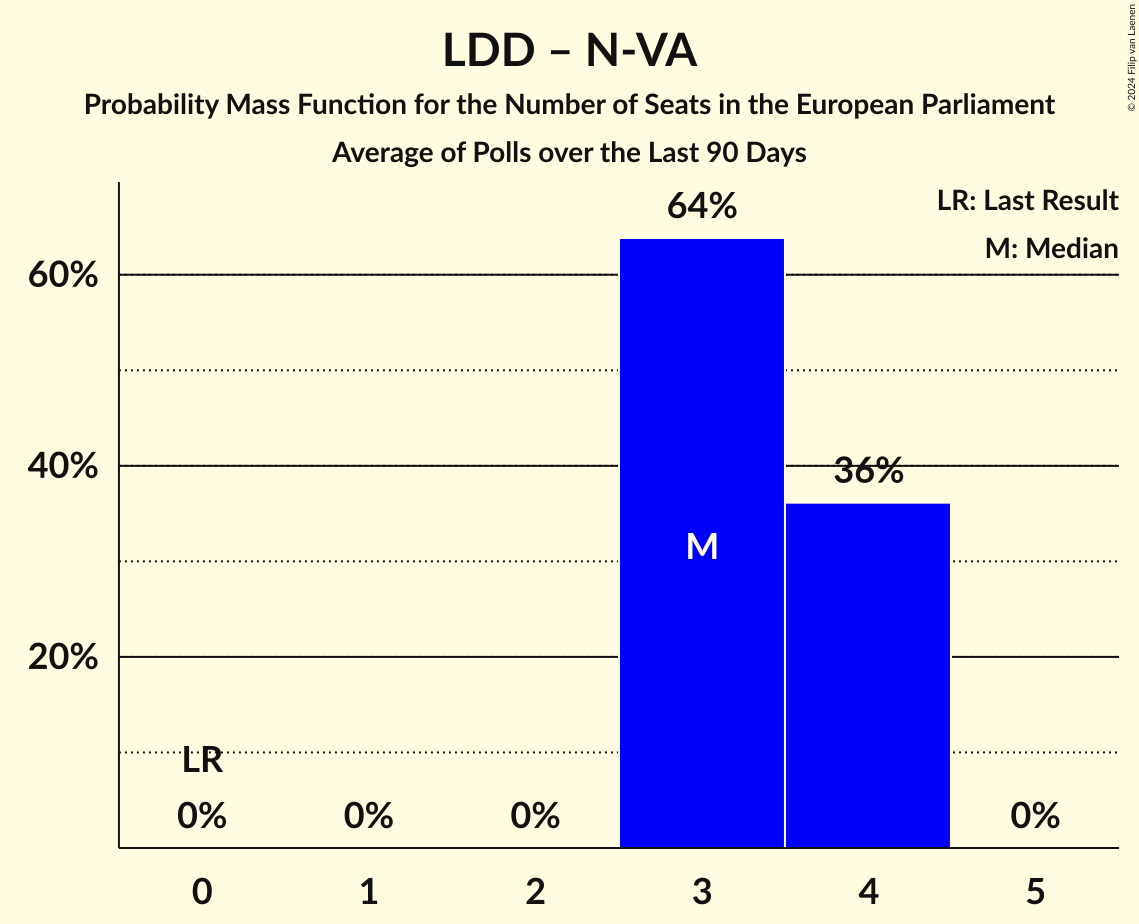 LDD – N-VA
Probability Mass Function for the Number of Seats in the European Parliament
Average of Polls over the Last 90 Days
© 2024 Filip van Laenen
LR: Last Result
M: Median
64%
60%
40%
36%
M
20%
LR
0%
0%
0%
0%
0
1
2
3
4
5